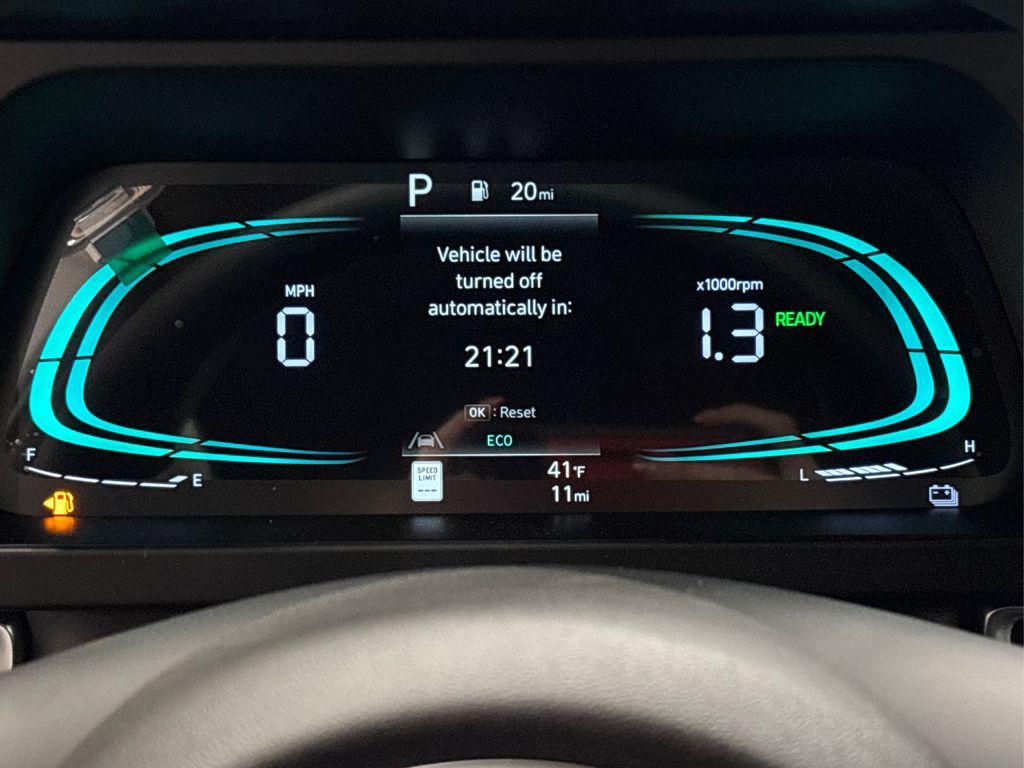 P 20mi
Vehicle will be
turned off
automatically in:
21:21
OK : Reset
ECO
MPH
0
x1000rpm
1.3 READY
F
E
SPEED
LIMIT
---
41°F
11mi
L
H